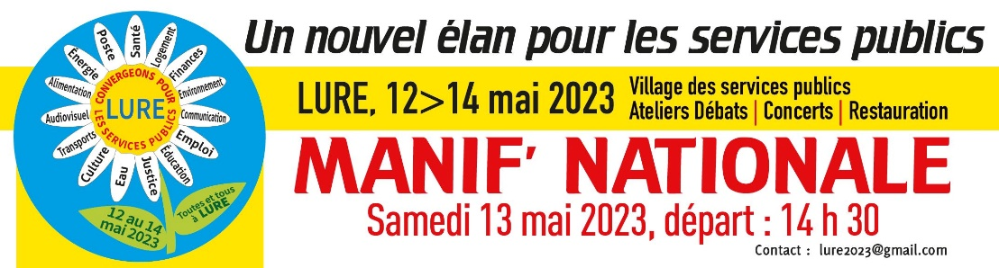 Un nouvel élan pour les services publics
LURE, 12>14 mai 2023
Village des services publics
Ateliers Débats | Concerts | Restauration
MANIF' NATIONALE
Samedi 13 mai 2023, départ : 14 h 30
Contact : lure2023@gmail.com
Santé
Logement
Finances
Environnement
Communication
Emploi
Éducation
Justice
Eau
Culture
Transports
Audiovisuel
Alimentation
Énergie
Poste
CONVERGEONS POUR
LES SERVICES PUBLICS
LURE
12 au 14
mai 2023
Toutes et tous
à LURE